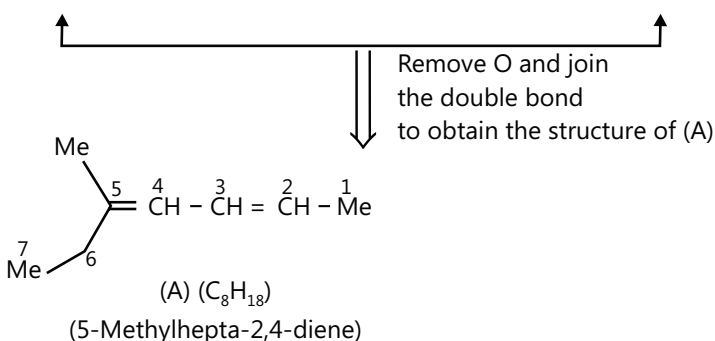 Remove O and join
the double bond
to obtain the structure of (A)
Me
5 4 3 2 1
CH – CH = CH – Me
7
Me
6
(A) (C₈H₁₈)
(5-Methylhepta-2,4-diene)